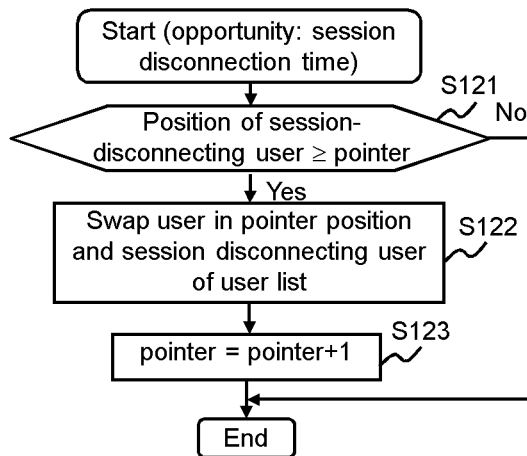 Start (opportunity: session
disconnection time)
S121
No
Position of session-
disconnecting user ≥ pointer
Yes
Swap user in pointer position
and session disconnecting user
of user list
S122
pointer = pointer+1
S123
End